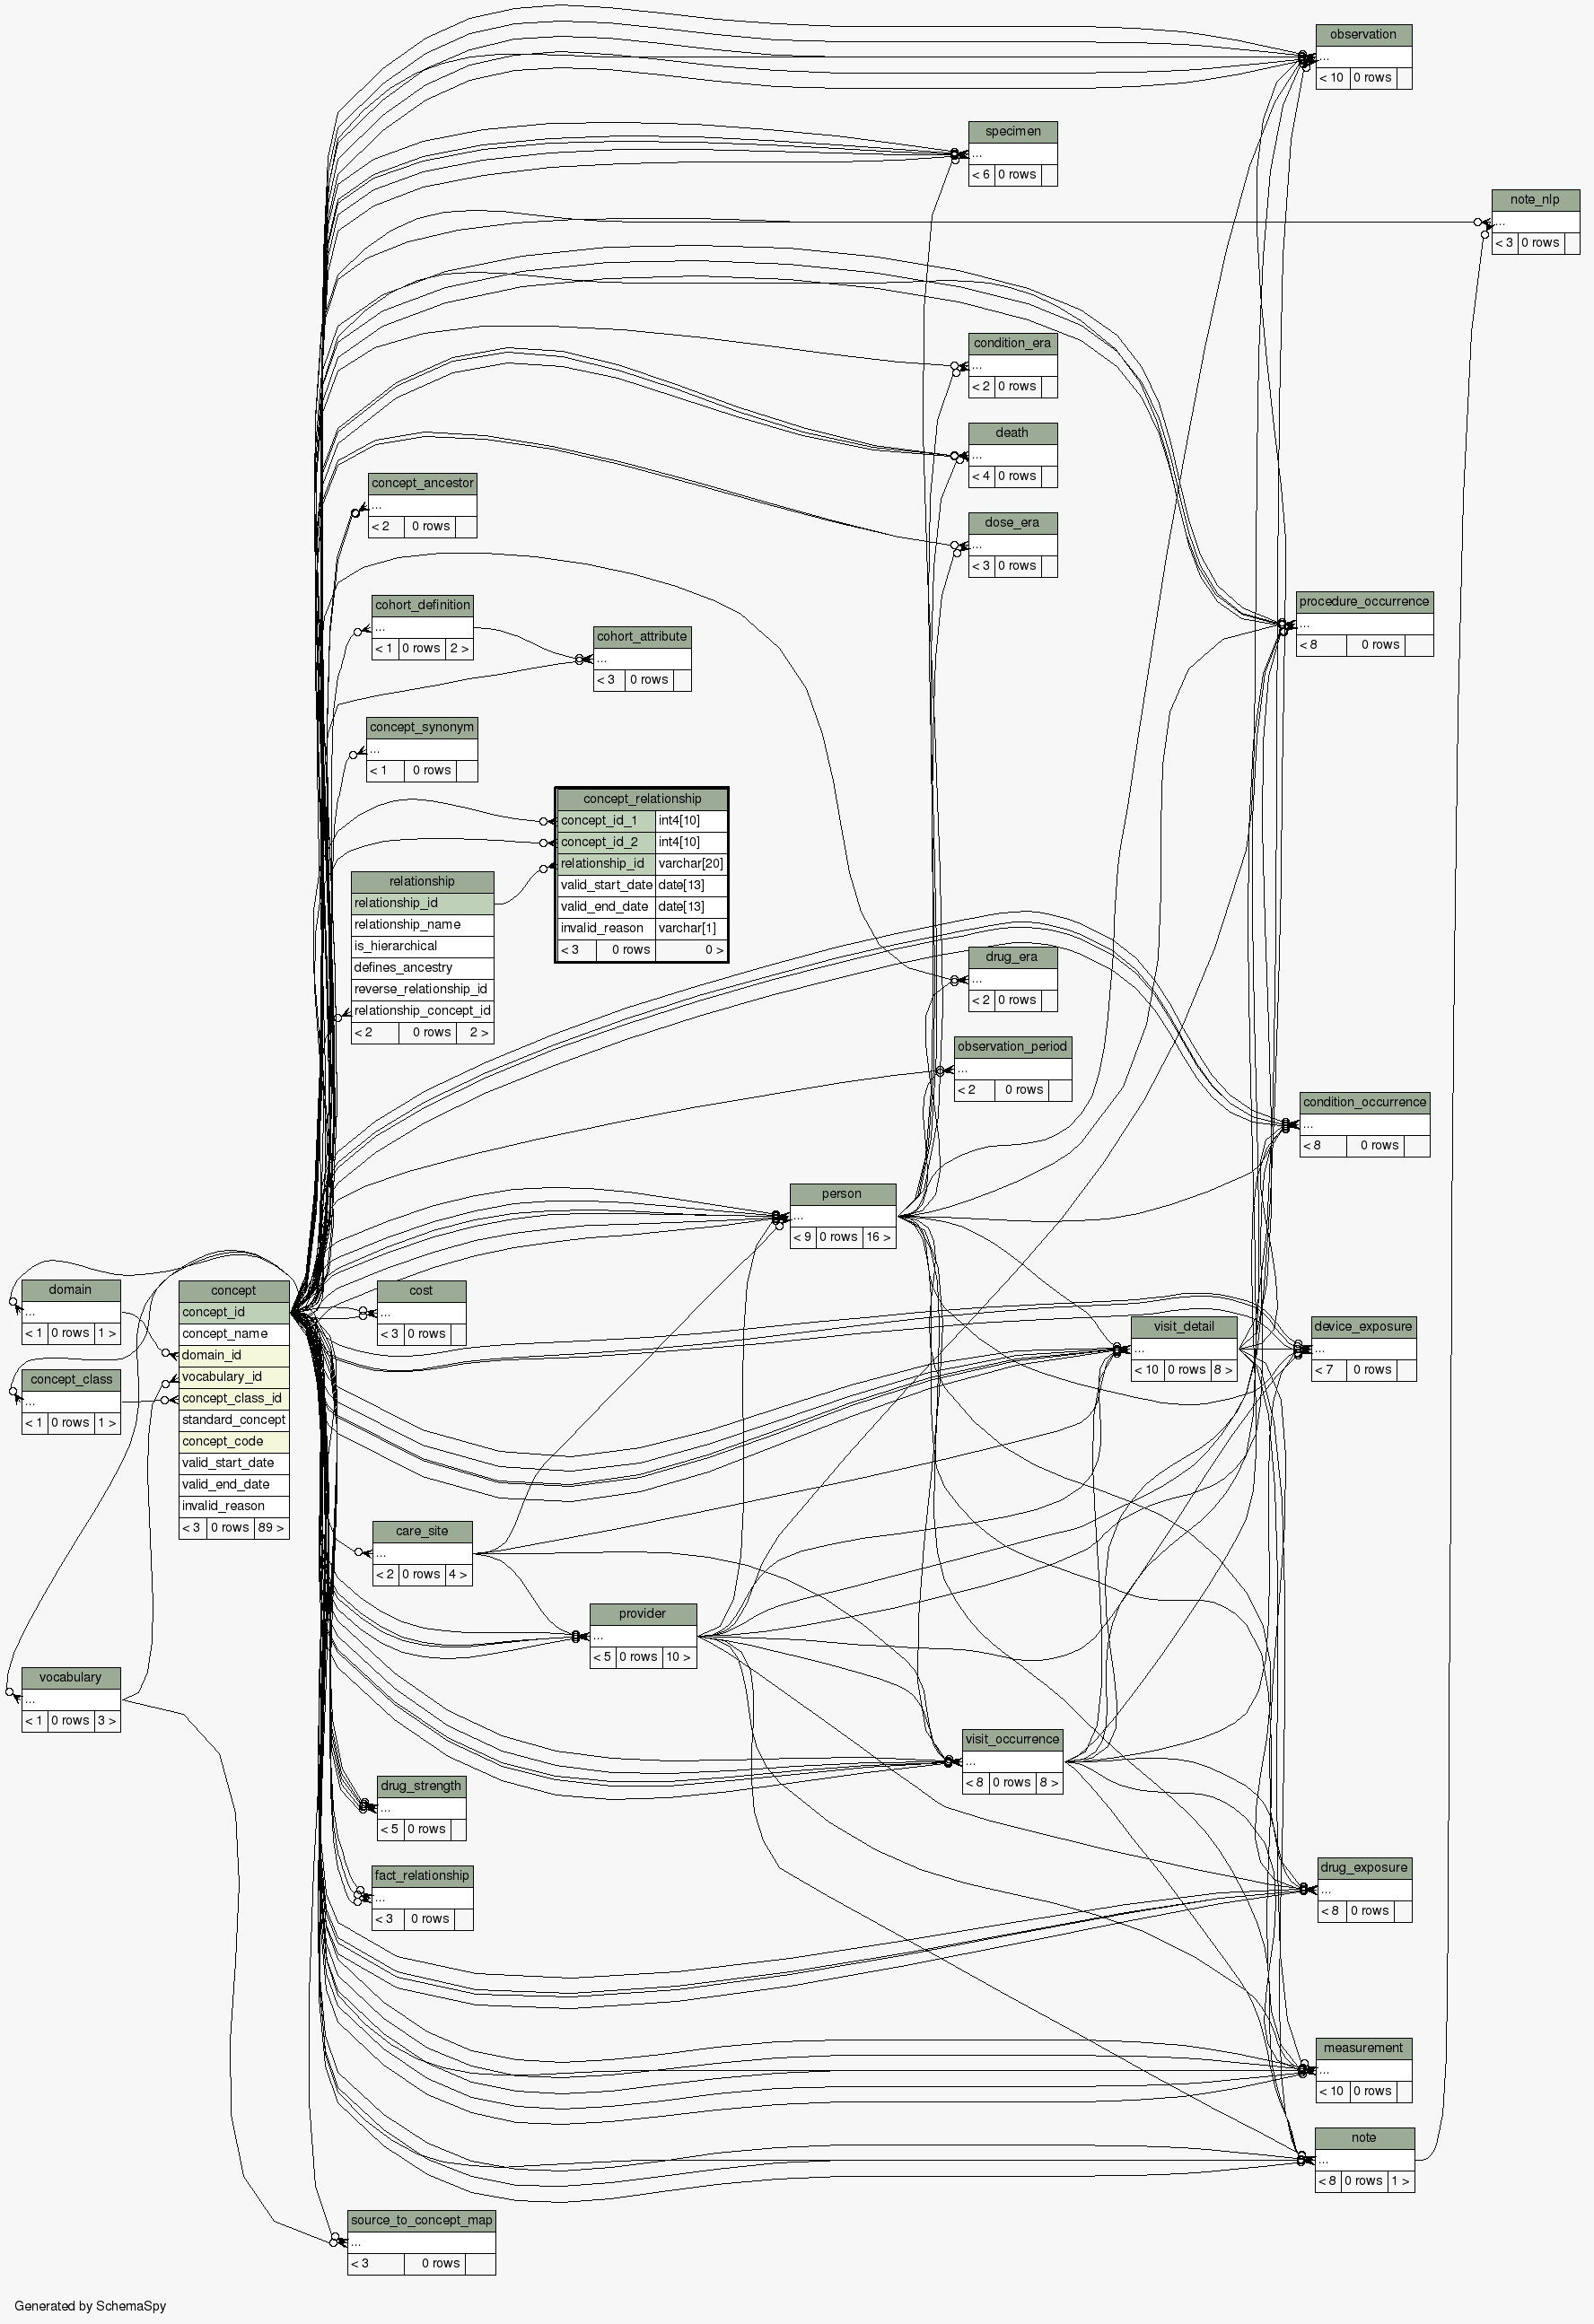 observation
...
< 10 0 rows
specimen
...
< 6 0 rows
note_nlp
...
< 3 0 rows
condition_era
...
< 2 0 rows
death
...
< 4 0 rows
concept_ancestor
...
< 2 0 rows
dose_era
...
< 3 0 rows
procedure_occurrence
...
< 8 0 rows
cohort_definition
...
< 1 0 rows 2 >
cohort_attribute
...
< 3 0 rows
concept_synonym
...
< 1 0 rows
concept_relationship
concept_id_1 int4[10]
concept_id_2 int4[10]
relationship_id varchar[20]
valid_start_date date[13]
valid_end_date date[13]
invalid_reason varchar[1]
< 3 0 rows 0 >
relationship
relationship_id
relationship_name
is_hierarchical
defines_ancestry
reverse_relationship_id
relationship_concept_id
< 2 0 rows 2 >
drug_era
...
< 2 0 rows
observation_period
...
< 2 0 rows
condition_occurrence
...
< 8 0 rows
person
...
< 9 0 rows 16 >
domain
...
< 1 0 rows 1 >
concept
concept_id
concept_name
domain_id
vocabulary_id
concept_class_id
standard_concept
concept_code
valid_start_date
valid_end_date
invalid_reason
< 3 0 rows 89 >
cost
...
< 3 0 rows
visit_detail
...
< 10 0 rows 8 >
device_exposure
...
< 7 0 rows
concept_class
...
< 1 0 rows 1 >
care_site
...
< 2 0 rows 4 >
provider
...
< 5 0 rows 10 >
vocabulary
...
< 1 0 rows 3 >
visit_occurrence
...
< 8 0 rows 8 >
drug_strength
...
< 5 0 rows
drug_exposure
...
< 8 0 rows
fact_relationship
...
< 3 0 rows
measurement
...
< 10 0 rows
note
...
< 8 0 rows 1 >
source_to_concept_map
...
< 3 0 rows
Generated by SchemaSpy